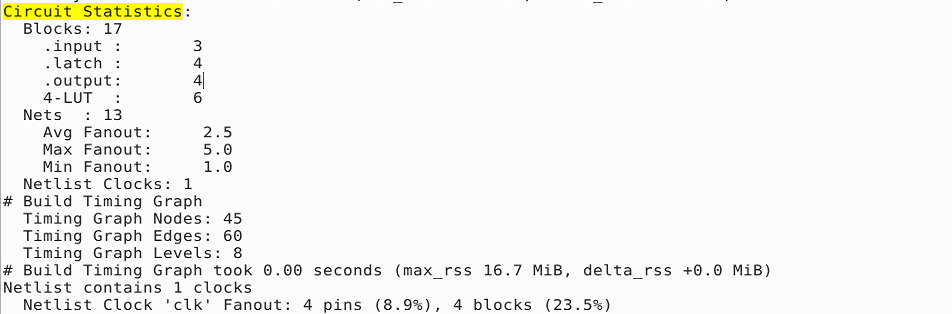 Circuit Statistics:
  Blocks: 17
    .input :       3
    .latch :       4
    .output:       4
    4-LUT  :       6
  Nets  : 13
    Avg Fanout:     2.5
    Max Fanout:     5.0
    Min Fanout:     1.0
  Netlist Clocks: 1
# Build Timing Graph
  Timing Graph Nodes: 45
  Timing Graph Edges: 60
  Timing Graph Levels: 8
# Build Timing Graph took 0.00 seconds (max_rss 16.7 MiB, delta_rss +0.0 MiB)
Netlist contains 1 clocks
  Netlist Clock 'clk' Fanout: 4 pins (8.9%), 4 blocks (23.5%)